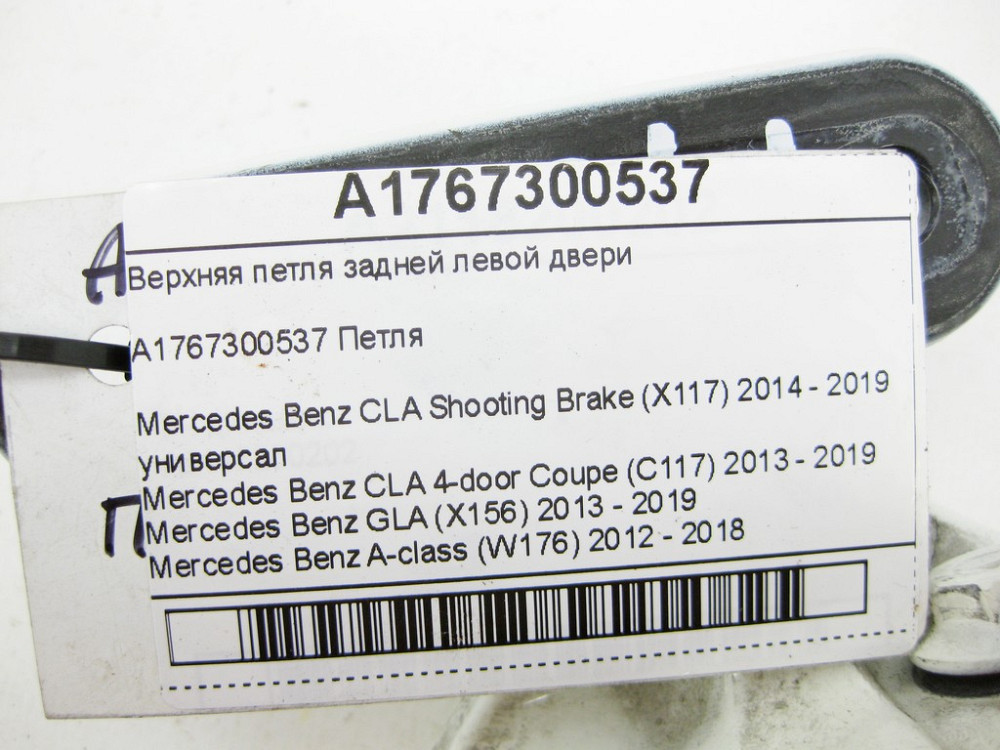 A1767300537
Верхняя петля задней левой двери
A1767300537 Петля
Mercedes Benz CLA Shooting Brake (X117) 2014 - 2019
универсал
Mercedes Benz CLA 4-door Coupe (C117) 2013 - 2019
Mercedes Benz GLA (X156) 2013 - 2019
Mercedes Benz A-class (W176) 2012 - 2018